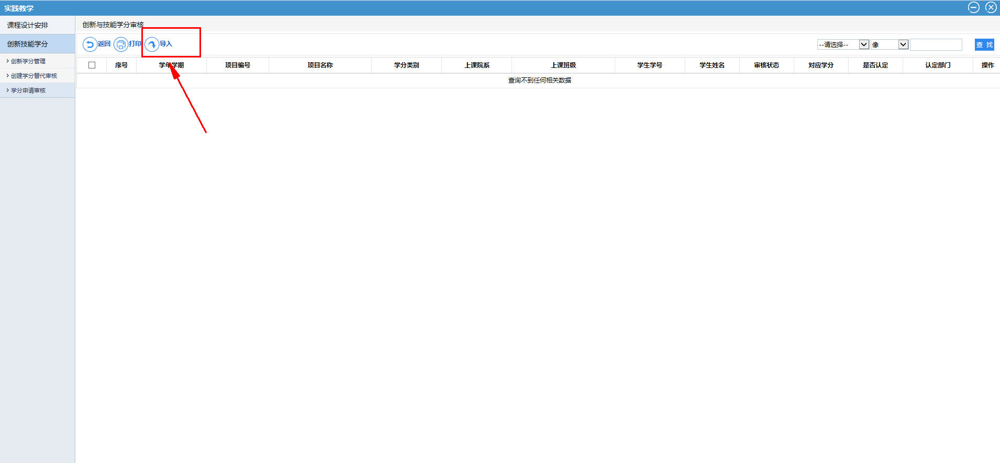 实践教学
课程设计安排
创新技能学分
创新学分管理
创建学分替代审核
学分申请审核
创新与技能学分审核
返回 打印 导入
--请选择-- 像 查 找
序号 学年学期 项目编号 项目名称 学分类别 上课院系 上课班级 学生学号 学生姓名 审核状态 对应学分 是否认定 认定部门 操作
查询不到任何相关数据